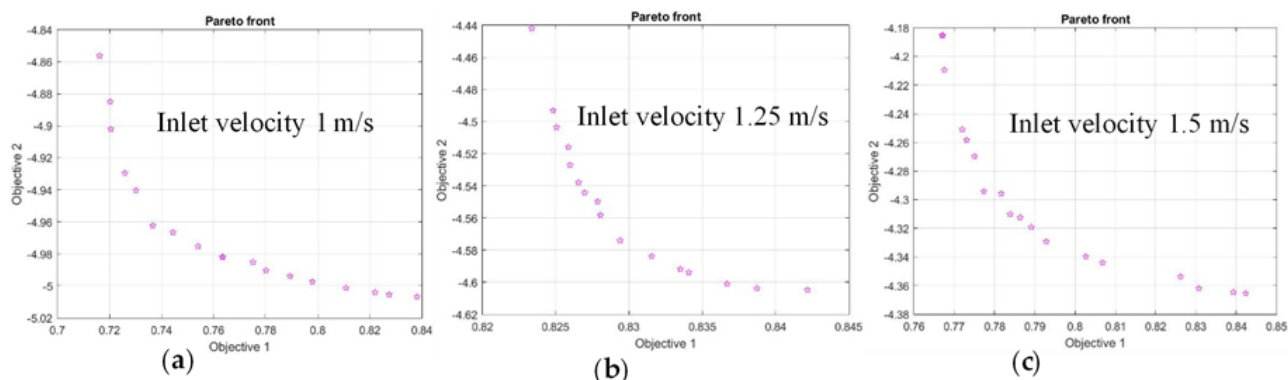 Pareto front
-4.84
-4.86
-4.88
-4.9
-4.92
-4.94
-4.96
-4.98
-5
-5.02
Objective 2
Inlet velocity 1 m/s
0.7 0.72 0.74 0.76 0.78 0.8 0.82 0.84
Objective 1
(a)
Pareto front
-4.44
-4.46
-4.48
-4.5
-4.52
-4.54
-4.56
-4.58
-4.6
-4.62
Objective 2
Inlet velocity 1.25 m/s
0.82 0.825 0.83 0.835 0.84 0.845
Objective 1
(b)
Pareto front
-4.18
-4.2
-4.22
-4.24
-4.26
-4.28
-4.3
-4.32
-4.34
-4.36
-4.38
Objective 2
Inlet velocity 1.5 m/s
0.76 0.77 0.78 0.79 0.8 0.81 0.82 0.83 0.84 0.85
Objective 1
(c)